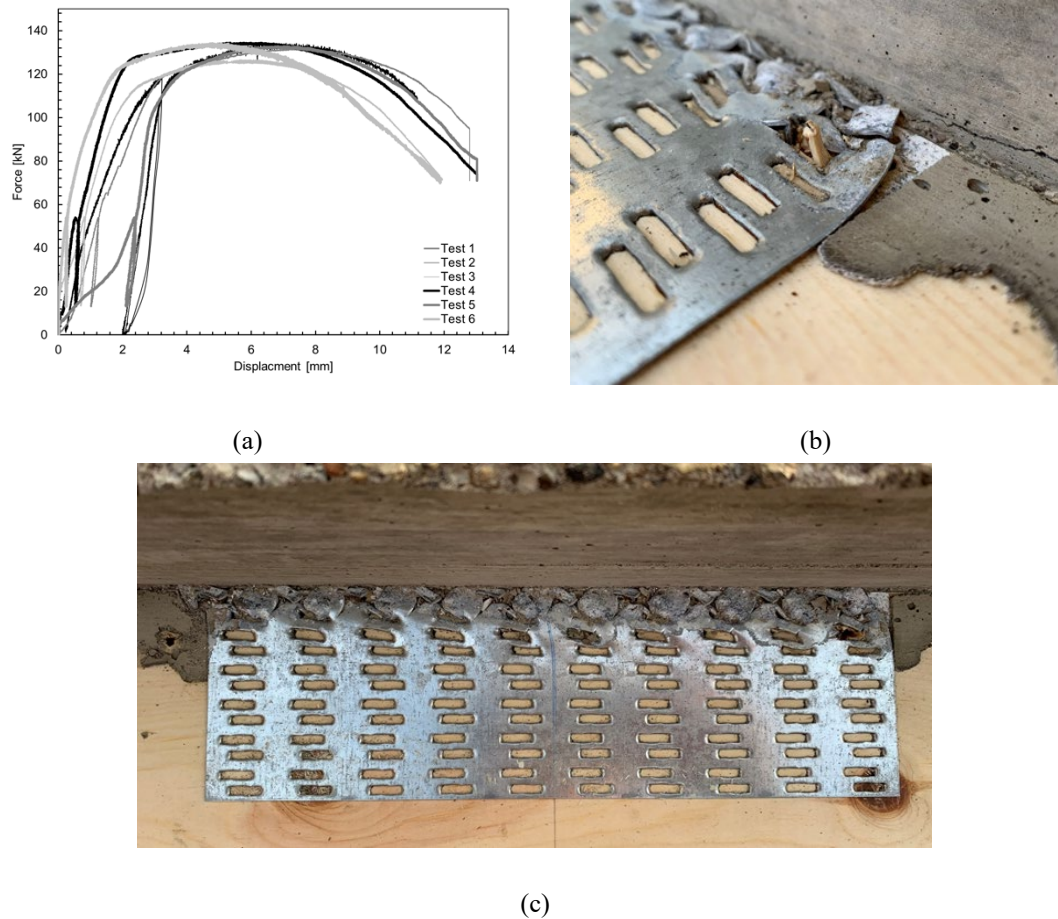 140
120
100
80
60
40
20
0
Force [kN]
Test 1
Test 2
Test 3
Test 4
Test 5
Test 6
0 2 4 6 8 10 12 14
Displacment [mm]
(a) (b)
(c)